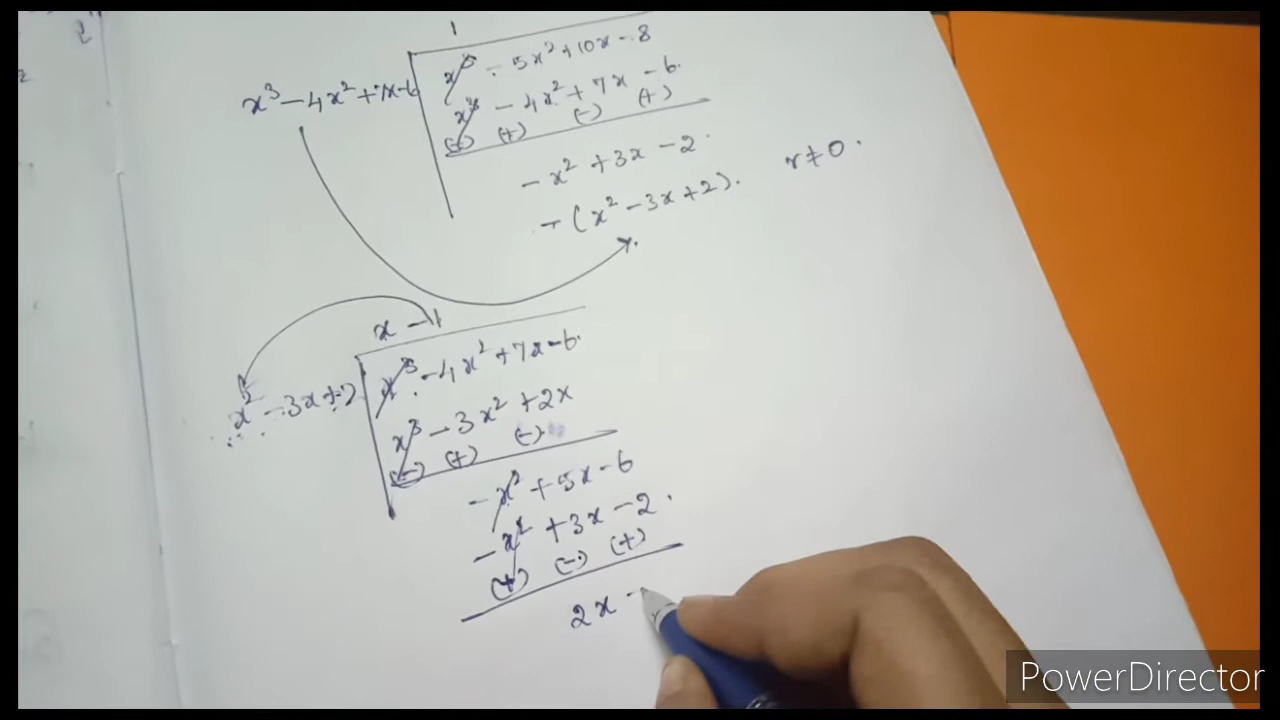 1
x³ - 4x² + 7x - 6
x³ - 5x² + 10x - 8
x³ - 4x² + 7x - 6.
(-) (+) (-) (+)
- x² + 3x - 2.
- (x² - 3x + 2). r ≠ 0.
x - 1
x² - 3x + 2
x³ - 4x² + 7x - 6.
x³ - 3x² + 2x
(-) (+) (-)
- x² + 5x - 6
- x² + 3x - 2.
(+) (-) (+)
2x -
PowerDirector